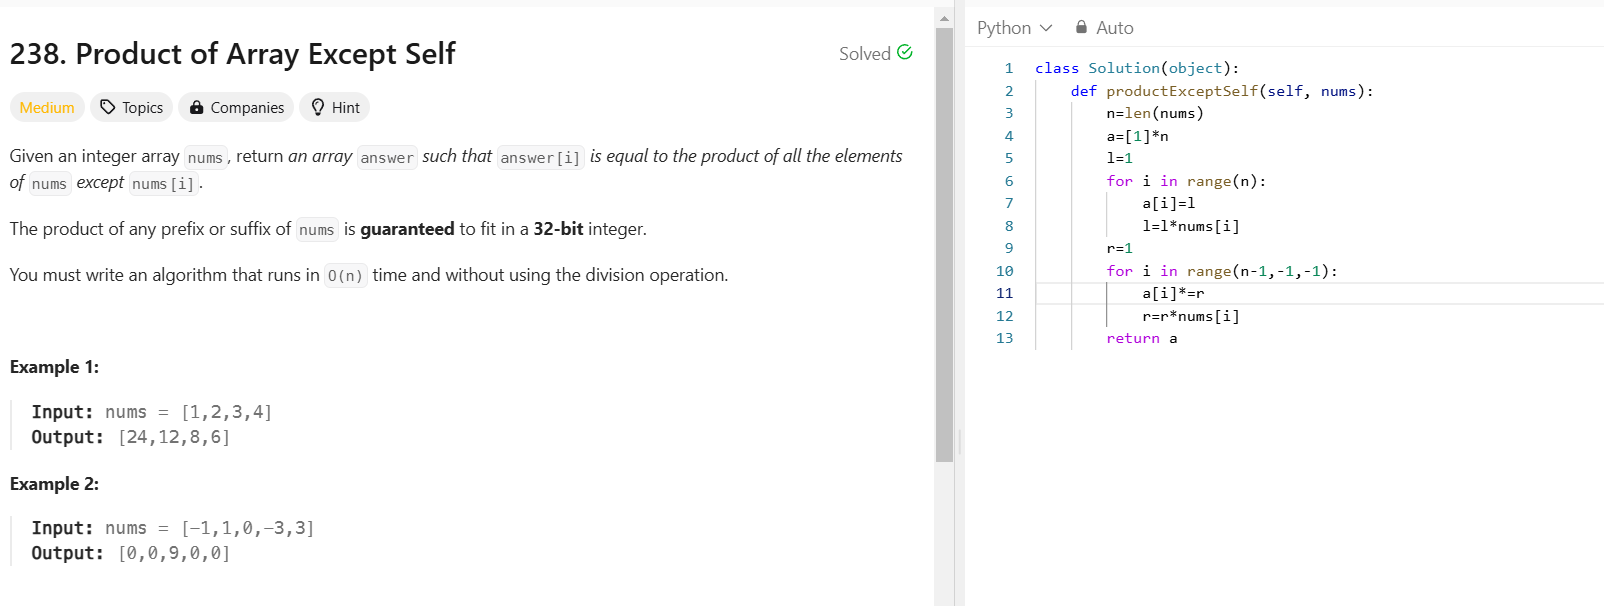 238. Product of Array Except Self
Solved
Medium
Topics
Companies
Hint
Given an integer array nums, return an array answer such that answer[i] is equal to the product of all the elements
of nums except nums[i].
The product of any prefix or suffix of nums is guaranteed to fit in a 32-bit integer.
You must write an algorithm that runs in O(n) time and without using the division operation.
Example 1:
Input: nums = [1,2,3,4]
Output: [24,12,8,6]
Example 2:
Input: nums = [-1,1,0,-3,3]
Output: [0,0,9,0,0]
Python
Auto
1 class Solution(object):
2     def productExceptSelf(self, nums):
3         n=len(nums)
4         a=[1]*n
5         l=1
6         for i in range(n):
7             a[i]=l
8             l=l*nums[i]
9         r=1
10         for i in range(n-1,-1,-1):
11             a[i]*=r
12             r=r*nums[i]
13         return a